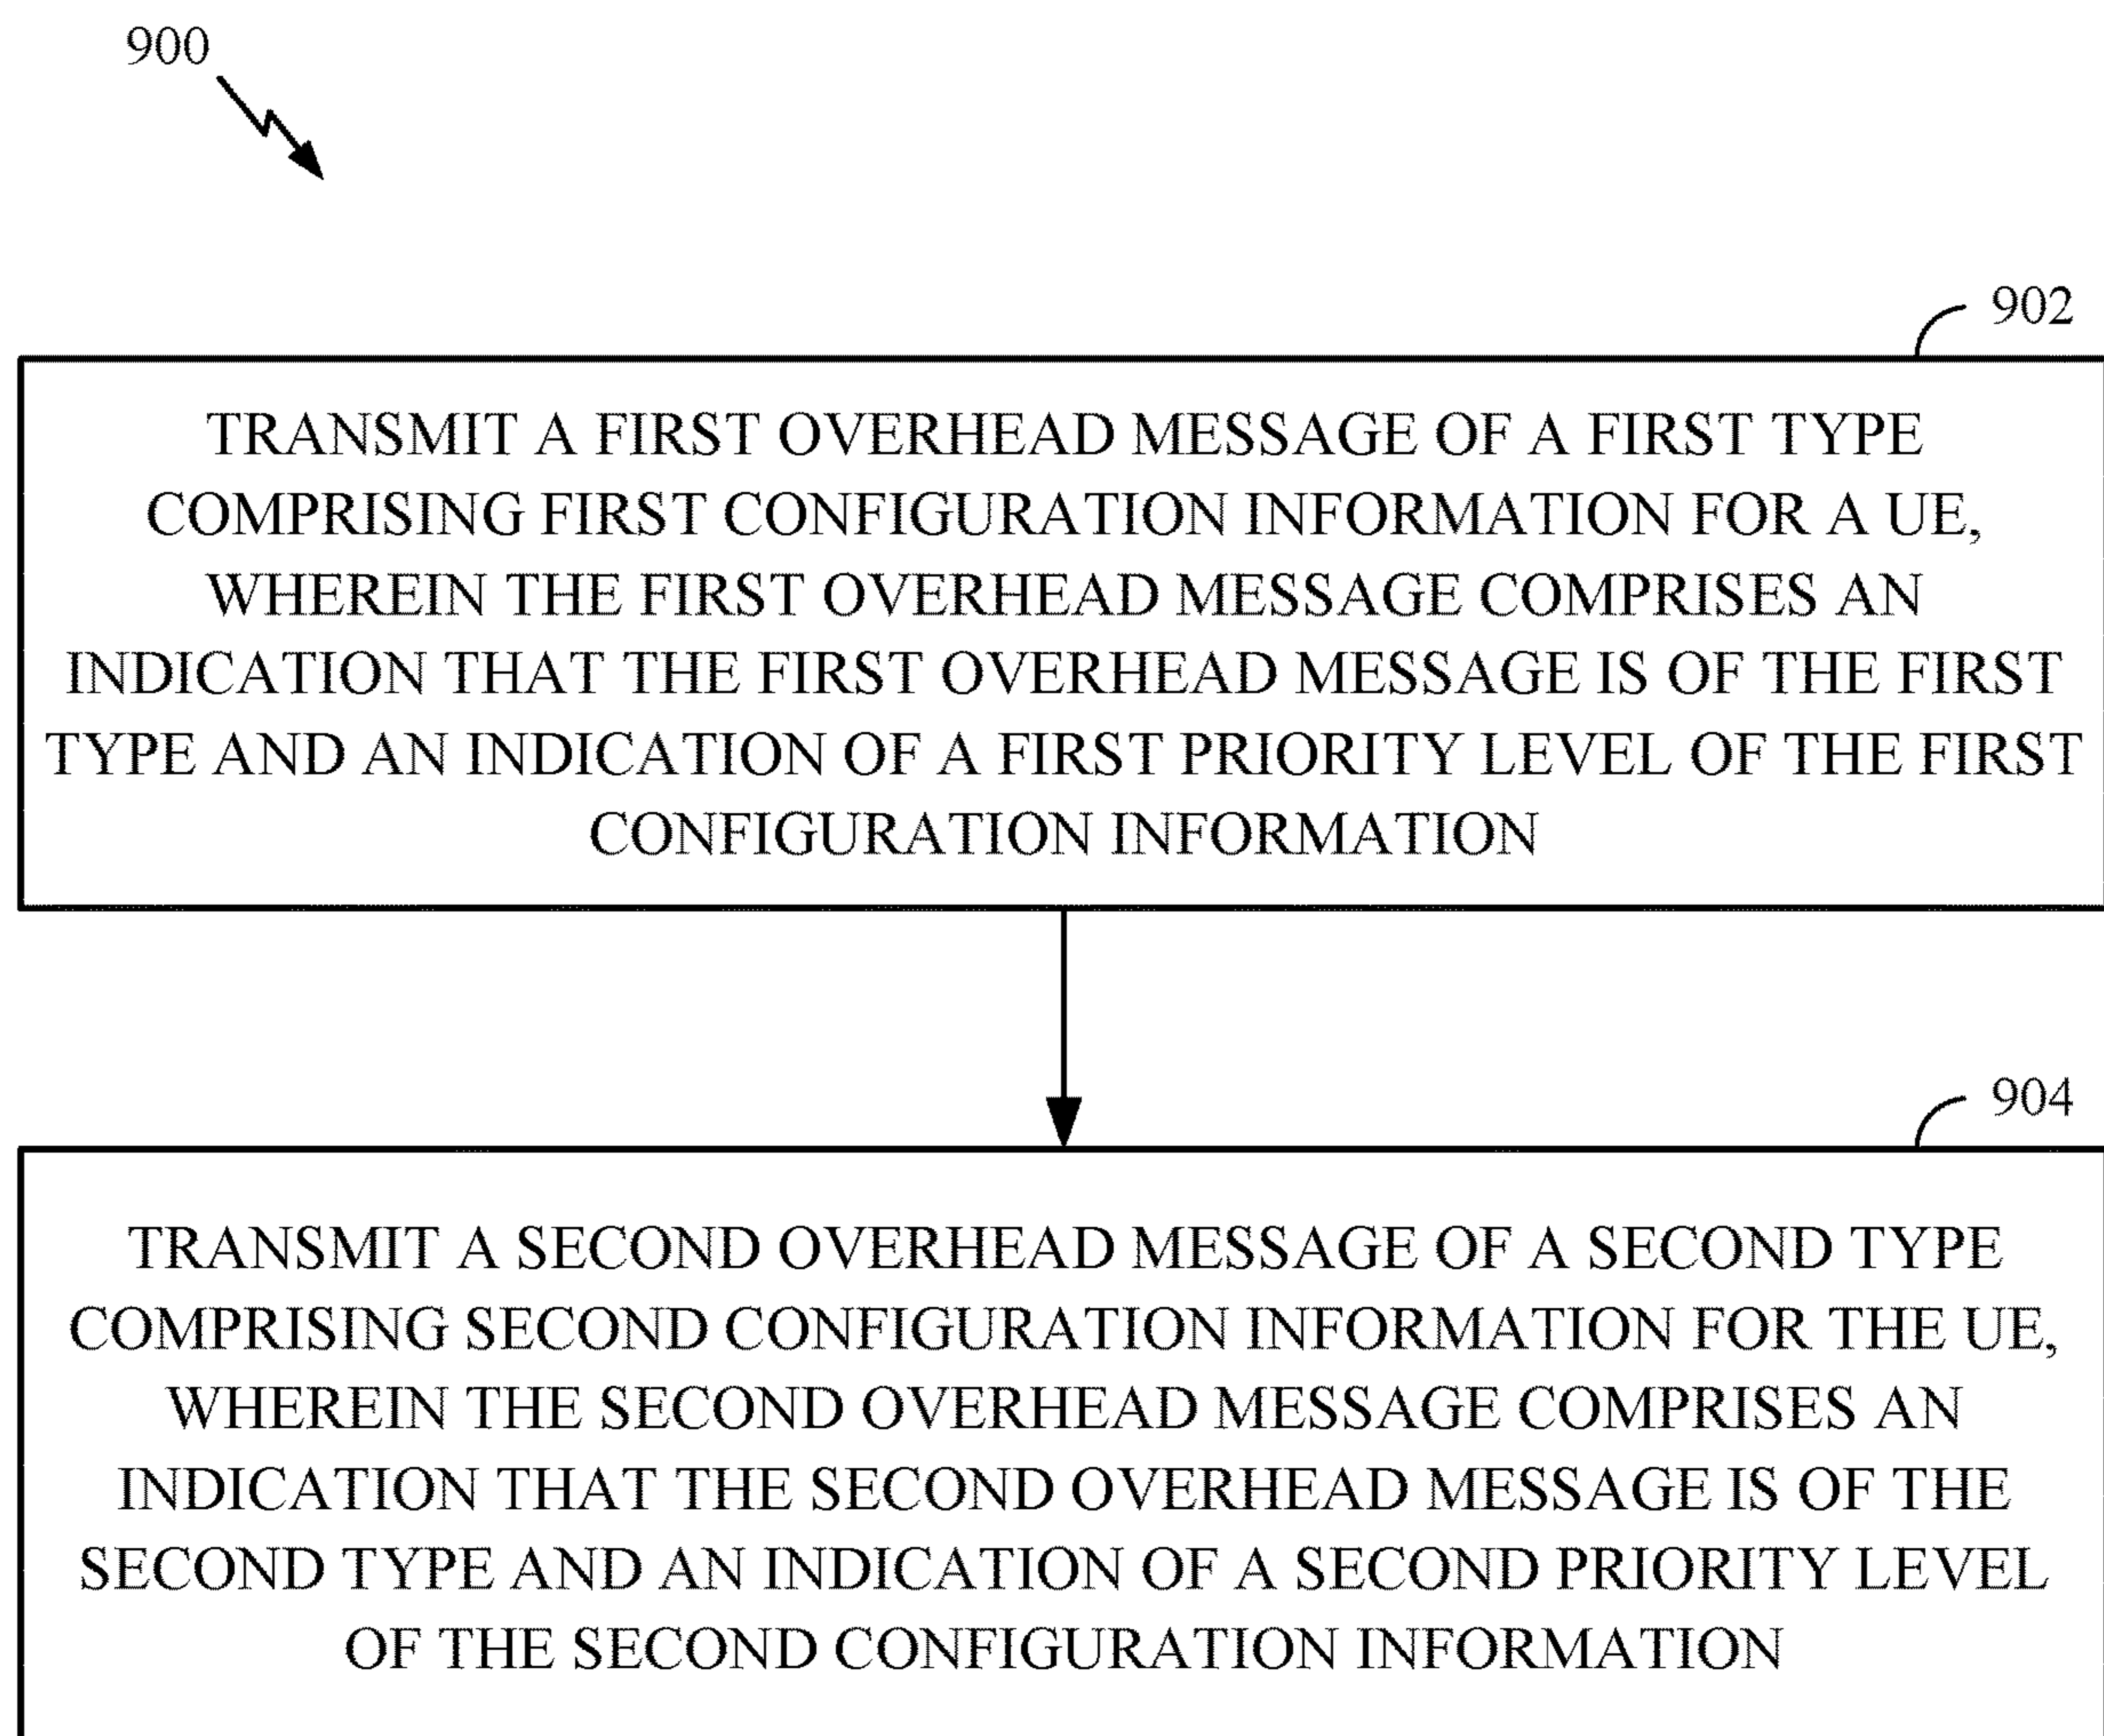 900
902
TRANSMIT A FIRST OVERHEAD MESSAGE OF A FIRST TYPE
COMPRISING FIRST CONFIGURATION INFORMATION FOR A UE,
WHEREIN THE FIRST OVERHEAD MESSAGE COMPRISES AN
INDICATION THAT THE FIRST OVERHEAD MESSAGE IS OF THE FIRST
TYPE AND AN INDICATION OF A FIRST PRIORITY LEVEL OF THE FIRST
CONFIGURATION INFORMATION
904
TRANSMIT A SECOND OVERHEAD MESSAGE OF A SECOND TYPE
COMPRISING SECOND CONFIGURATION INFORMATION FOR THE UE,
WHEREIN THE SECOND OVERHEAD MESSAGE COMPRISES AN
INDICATION THAT THE SECOND OVERHEAD MESSAGE IS OF THE
SECOND TYPE AND AN INDICATION OF A SECOND PRIORITY LEVEL
OF THE SECOND CONFIGURATION INFORMATION